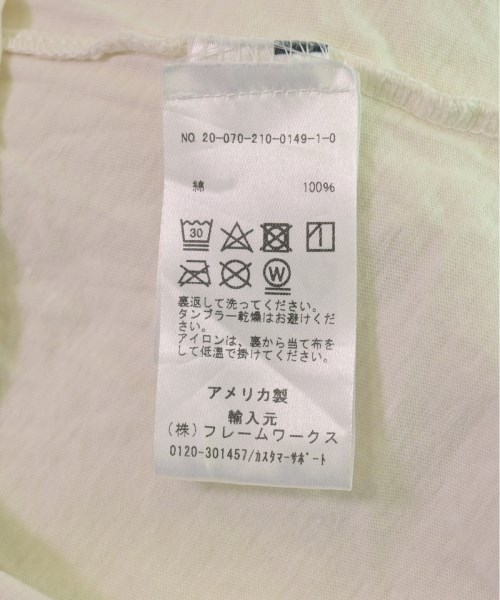 NO. 20-070-210-0149-1-0
綿 100%
30
W
裏返して洗ってください。
タンブラー乾燥はお避けくだ
さい。
アイロンは、裏から当て布を
して低温で掛けてください。
アメリカ製
輸入元
(株)フレームワークス
0120-301457/カスタマーサポート